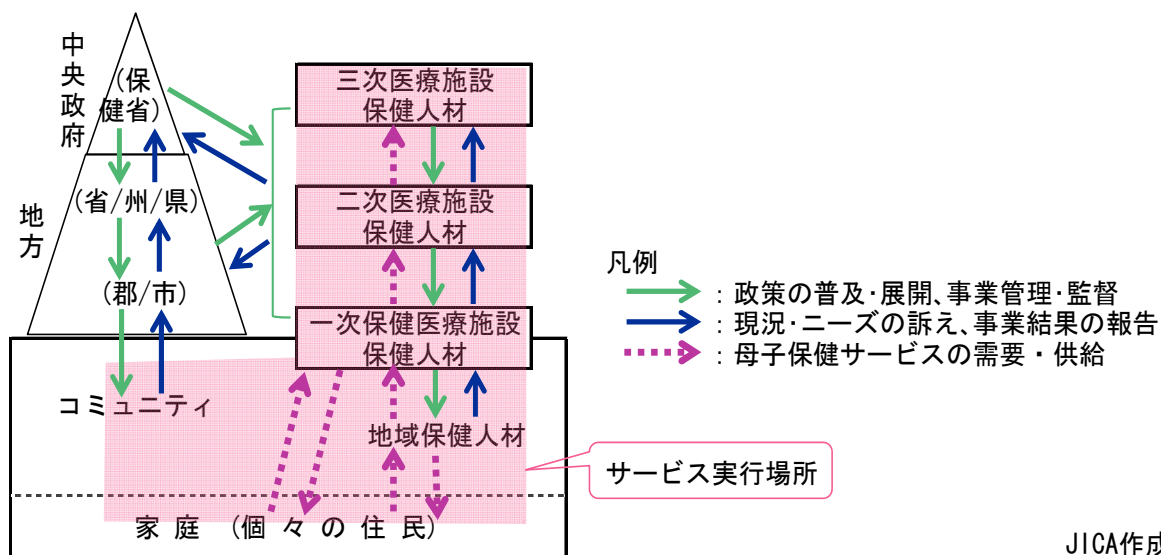 中央政府
(保
健省)
地方
(省/州/県)
(郡/市)
三次医療施設
保健人材
二次医療施設
保健人材
一次保健医療施設
保健人材
コミュニティ
地域保健人材
家 庭 (個 々 の 住 民)
サービス実行場所
凡例
:政策の普及・展開、事業管理・監督
:現況・ニーズの訴え、事業結果の報告
:母子保健サービスの需要・供給
JICA作成